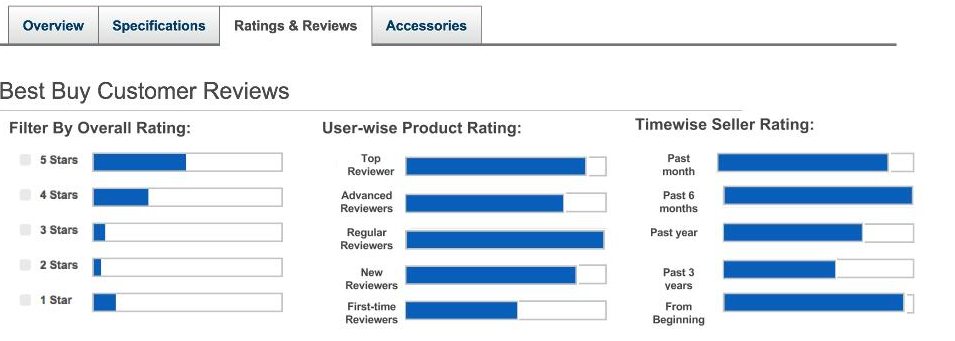 Overview Specifications Ratings & Reviews Accessories
Best Buy Customer Reviews
Filter By Overall Rating:
5 Stars
4 Stars
3 Stars
2 Stars
1 Star
User-wise Product Rating:
Top
Reviewer
Advanced
Reviewers
Regular
Reviewers
New
Reviewers
First-time
Reviewers
Timewise Seller Rating:
Past
month
Past 6
months
Past year
Past 3
years
From
Beginning